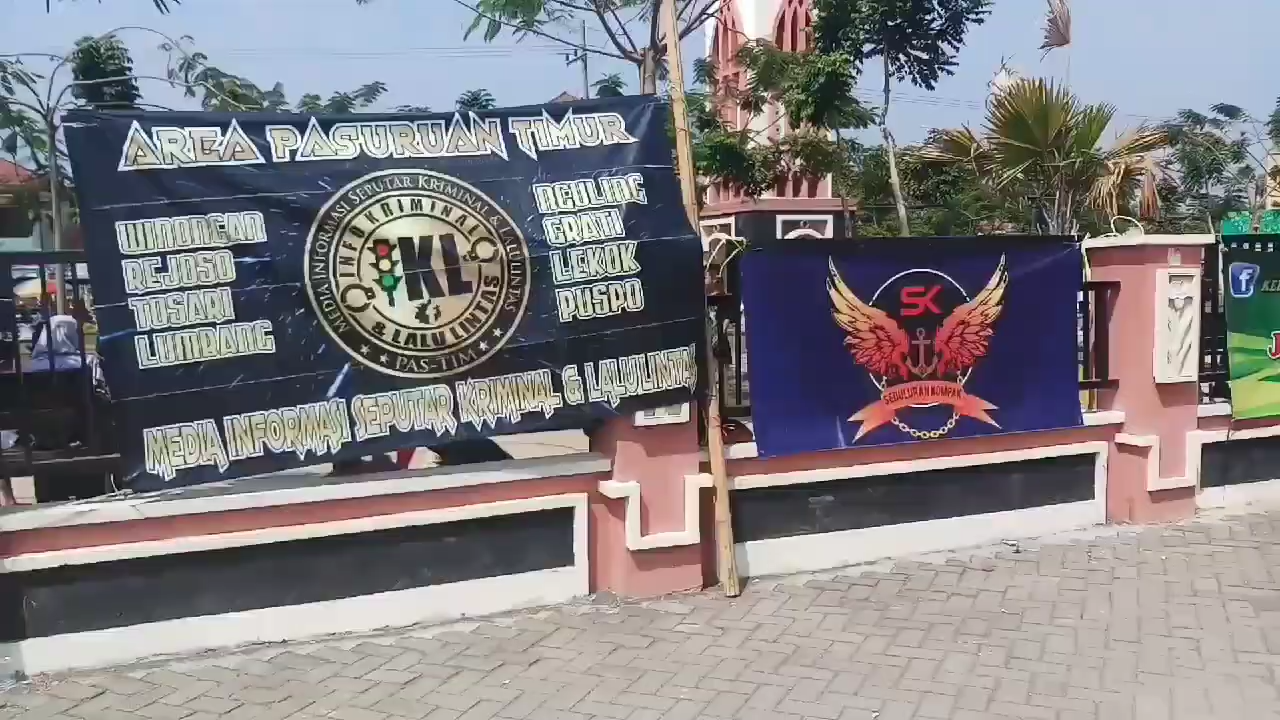 AREA PASURUAN TIMUR
WINONGAN
REJOSO
TOSARI
LUMBANG
NGULING
GRATI
LEKOK
PUSPO
MEDIA INFORMASI SEPUTAR KRIMINAL & LALULINTAS
INFO KRIMINAL
KL
& LALU LINTAS
PAS-TIM
MEDIA INFORMASI SEPUTAR KRIMINAL & LALULINTAS
SK
SEDULURAN KOMPAK
f